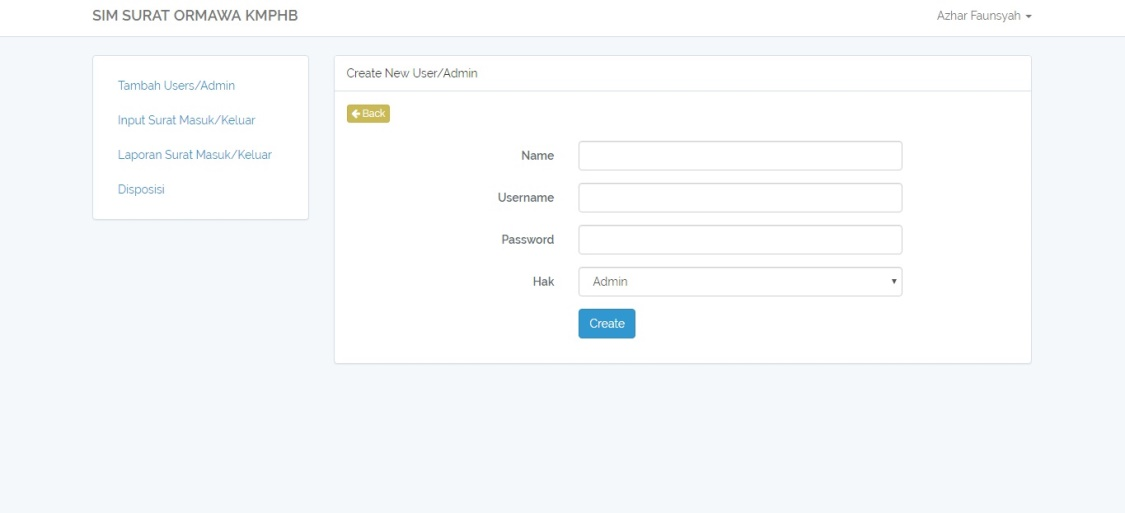 SIM SURAT ORMAWA KMPHB
Azhar Faunsyah
Tambah Users/Admin
Input Surat Masuk/Keluar
Laporan Surat Masuk/Keluar
Disposisi
Create New User/Admin
Back
Name
Username
Password
Hak Admin
Create